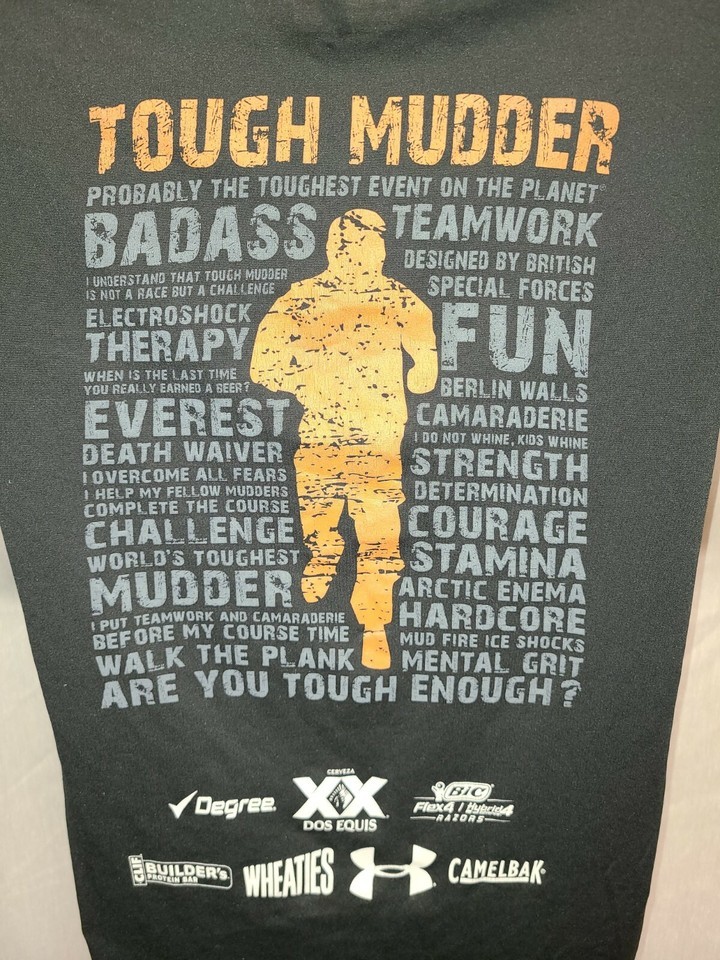 TOUGH MUDDER
PROBABLY THE TOUGHEST EVENT ON THE PLANET®
BADASS
I UNDERSTAND THAT TOUGH MUDDER
IS NOT A RACE BUT A CHALLENGE
ELECTROSHOCK
THERAPY
WHEN IS THE LAST TIME
YOU REALLY EARNED A BEER?
EVEREST
DEATH WAIVER
I OVERCOME ALL FEARS
I HELP MY FELLOW MUDDERS
COMPLETE THE COURSE
CHALLENGE
WORLD'S TOUGHEST
MUDDER
I PUT TEAMWORK AND CAMARADERIE
BEFORE MY COURSE TIME
WALK THE PLANK
TEAMWORK
DESIGNED BY BRITISH
SPECIAL FORCES
FUN
BERLIN WALLS
CAMARADERIE
I DO NOT WHINE, KIDS WHINE
STRENGTH
DETERMINATION
COURAGE
STAMINA
ARCTIC ENEMA
HARDCORE
MUD FIRE ICE SHOCKS
MENTAL GRIT
ARE YOU TOUGH ENOUGH?
Degree.
CERVEZA
XX
DOS EQUIS
BiC
Flex4 / Hybrid4
RAZORS
CLIF
BUILDER'S
PROTEIN BAR
WHEATIES
CAMELBAK